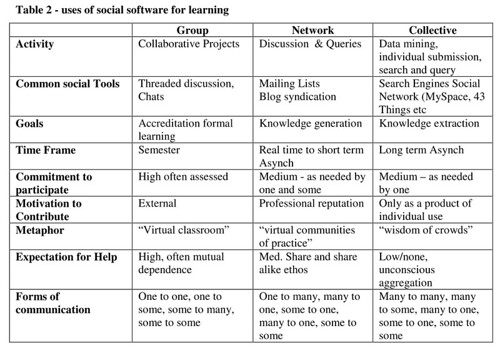 Table 2 - uses of social software for learning
Group Network Collective
Activity Collaborative Projects Discussion & Queries Data mining,
individual submission,
search and query
Common social Tools Threaded discussion, Mailing Lists Search Engines Social
Chats Blog syndication Network (MySpace, 43
Things etc
Goals Accreditation formal Knowledge generation Knowledge extraction
learning
Time Frame Semester Real time to short term Long term Asynch
Asynch
Commitment to High often assessed Medium - as needed by Medium – as needed
participate one and some by one
Motivation to External Professional reputation Only as a product of
Contribute individual use
Metaphor “Virtual classroom” “virtual communities “wisdom of crowds”
of practice”
Expectation for Help High, often mutual Med. Share and share Low/none,
dependence alike ethos unconscious
aggregation
Forms of One to one, one to One to many, many to Many to many, many
communication some, some to many, one, some to one, to some, many to one,
some to some many to one, some to some to one, some to
some some